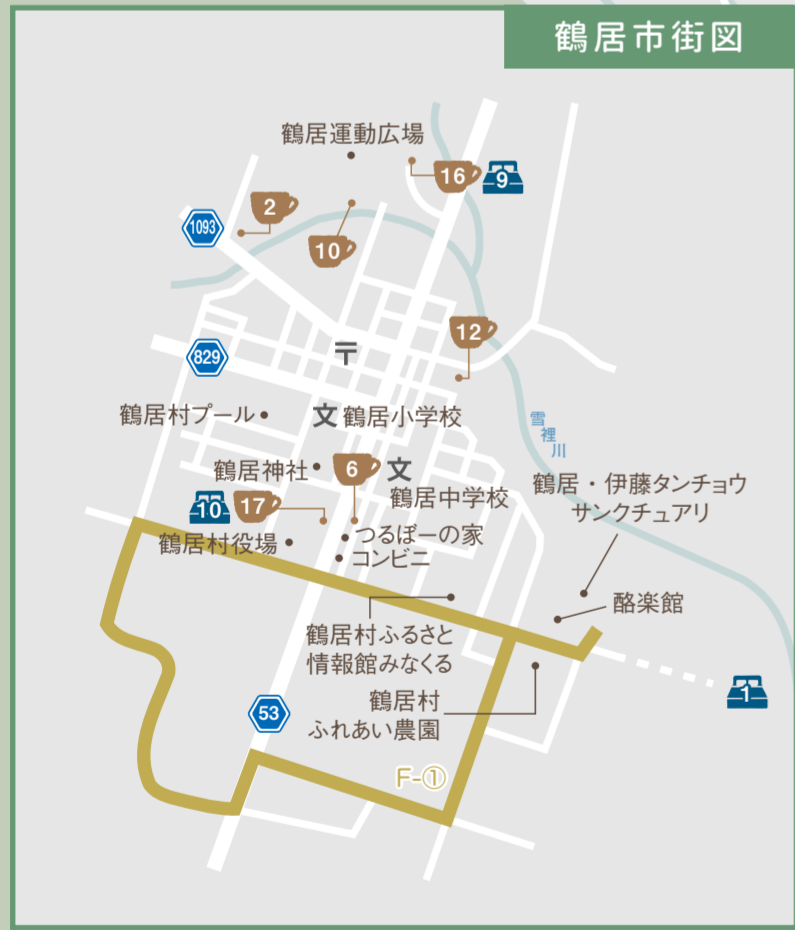 鶴居市街図
鶴居運動広場
16
9
2
1093
10
12
〒
829
鶴居村プール
文 鶴居小学校
雪裡川
鶴居神社
6
文
鶴居中学校
鶴居・伊藤タンチョウ
サンクチュアリ
10
17
つるぼーの家
鶴居村役場
コンビニ
酪楽館
鶴居村ふるさと
情報館みなくる
1
鶴居村
ふれあい農園
53
F-①